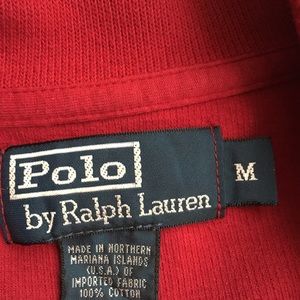 Polo
by Ralph Lauren
M
MADE IN NORTHERN
MARIANA ISLANDS
(U.S.A.) OF
IMPORTED FABRIC
100% COTTON